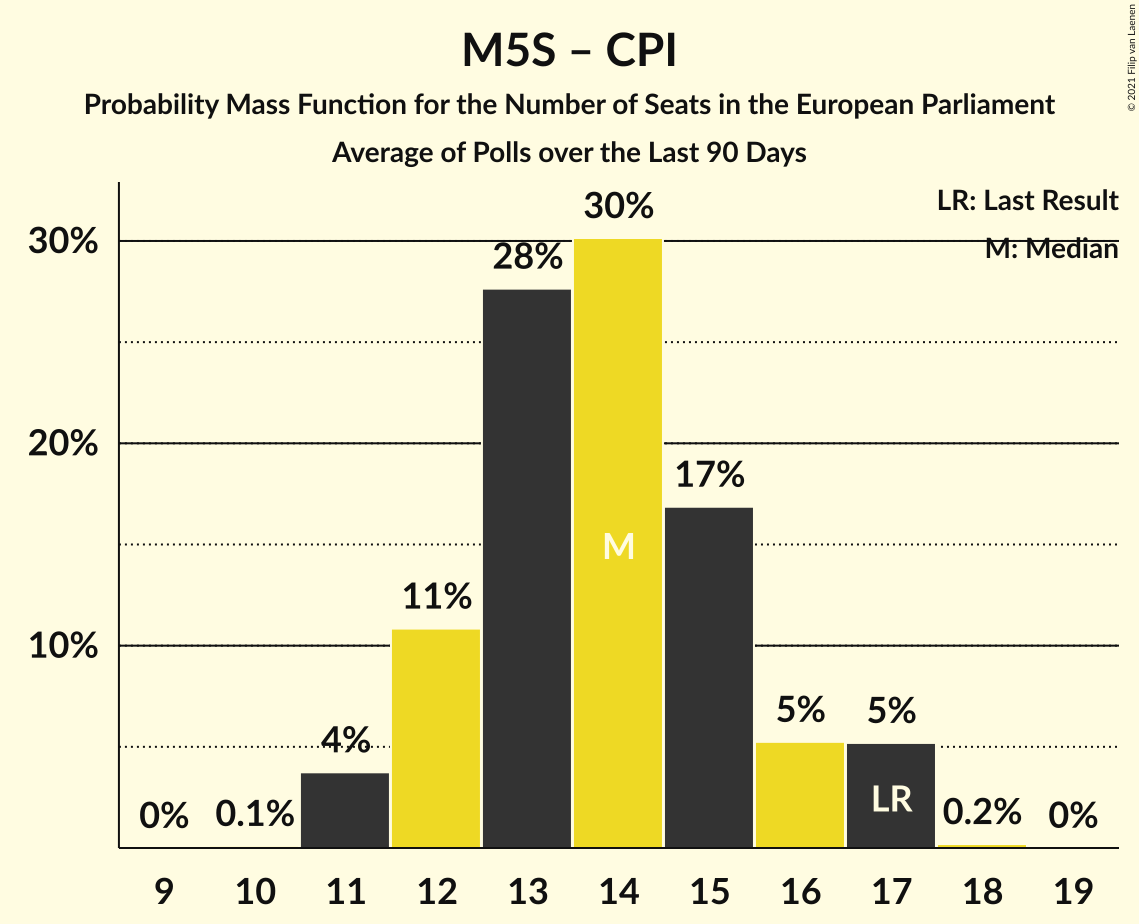 M5S – CPI
Probability Mass Function for the Number of Seats in the European Parliament
Average of Polls over the Last 90 Days
© 2021 Filip van Laenen
LR: Last Result
M: Median
30%
20%
10%
0%
0.1%
4%
11%
28%
30%
17%
5%
5%
0.2%
0%
M
LR
9 10 11 12 13 14 15 16 17 18 19